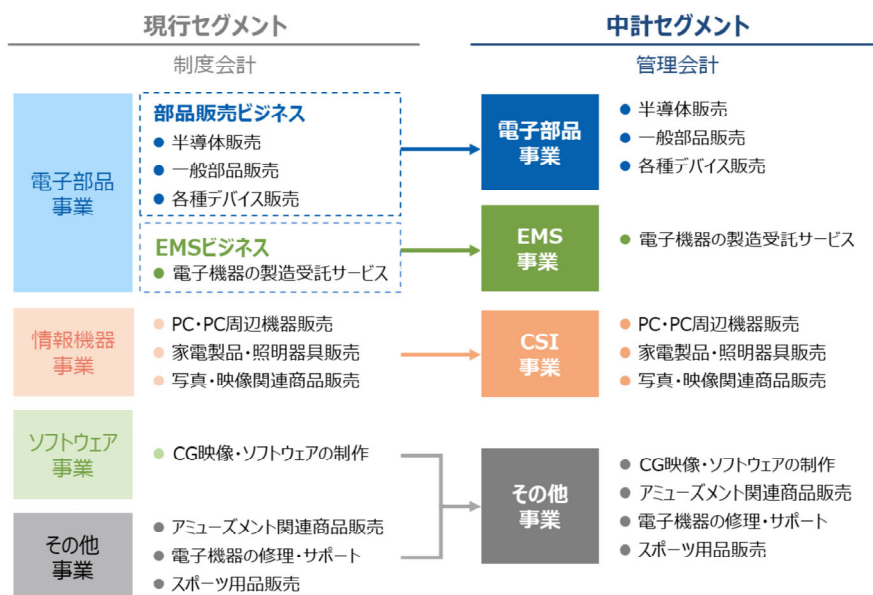 現行セグメント
制度会計
電子部品
事業
部品販売ビジネス
● 半導体販売
● 一般部品販売
● 各種デバイス販売
EMSビジネス
● 電子機器の製造受託サービス
情報機器
事業
● PC・PC周辺機器販売
● 家電製品・照明器具販売
● 写真・映像関連商品販売
ソフトウェア
事業
● CG映像・ソフトウェアの制作
その他
事業
● アミューズメント関連商品販売
● 電子機器の修理・サポート
● スポーツ用品販売
中計セグメント
管理会計
電子部品
事業
● 半導体販売
● 一般部品販売
● 各種デバイス販売
EMS
事業
● 電子機器の製造受託サービス
CSI
事業
● PC・PC周辺機器販売
● 家電製品・照明器具販売
● 写真・映像関連商品販売
その他
事業
● CG映像・ソフトウェアの制作
● アミューズメント関連商品販売
● 電子機器の修理・サポート
● スポーツ用品販売